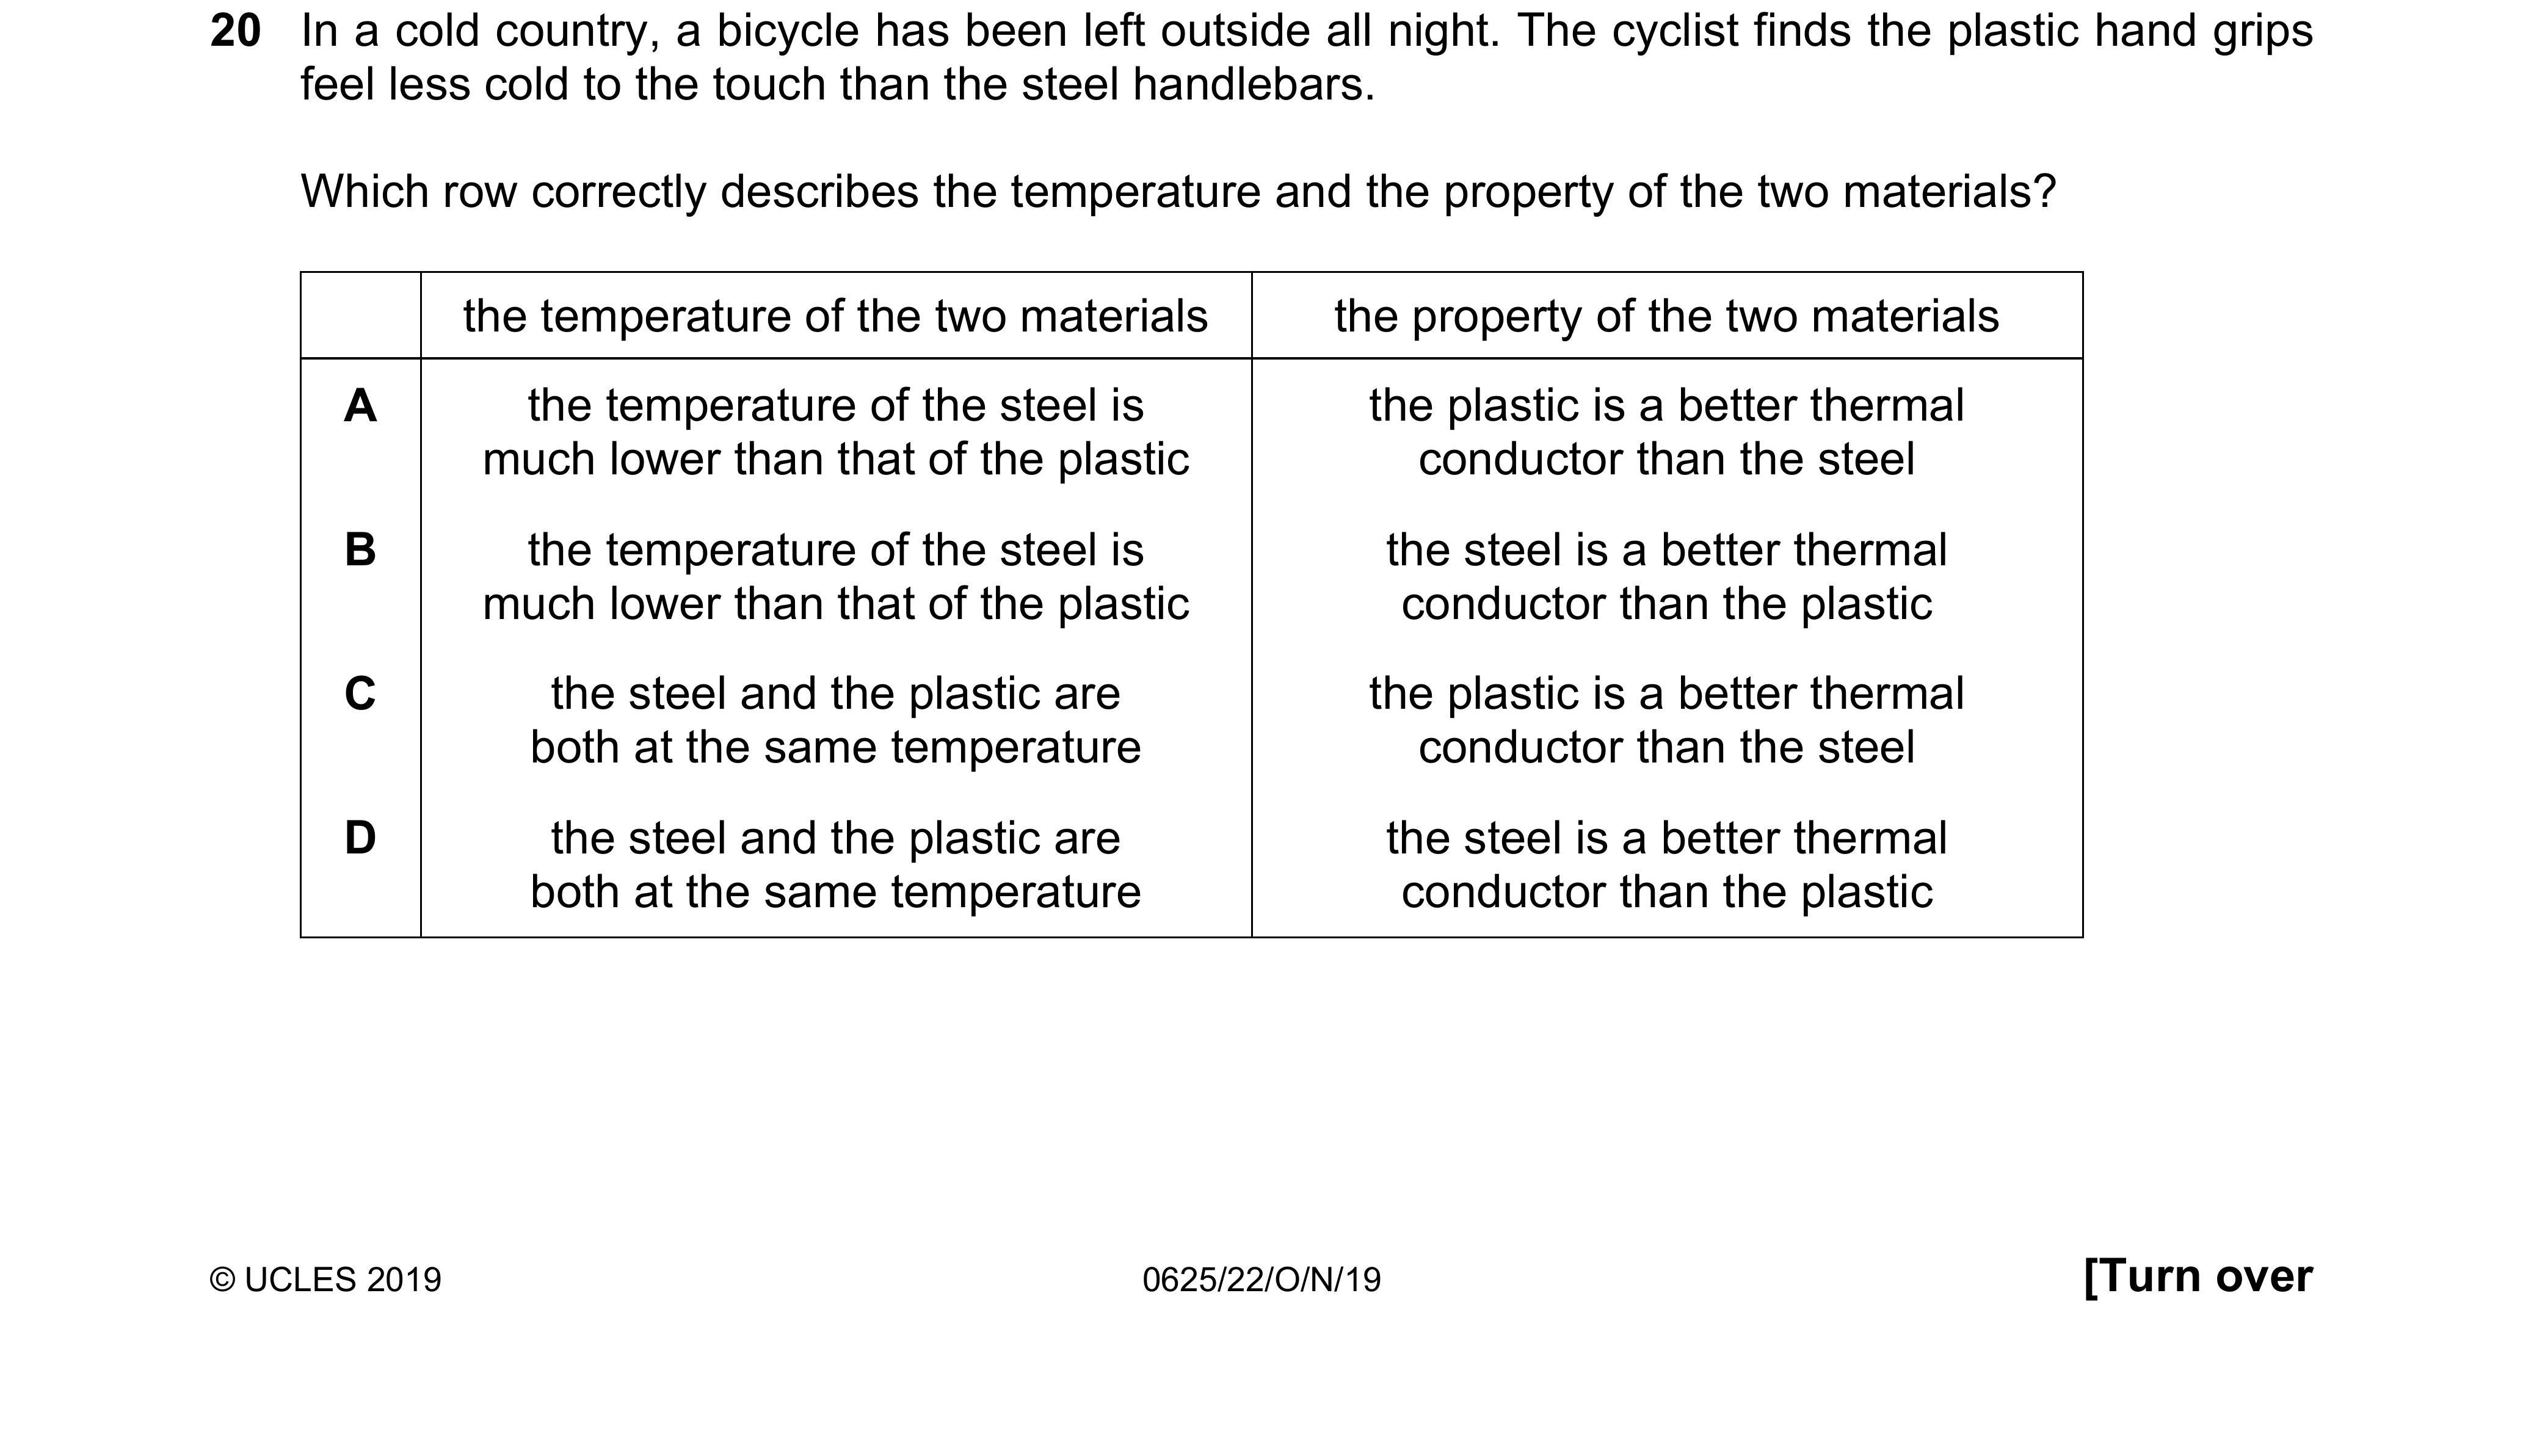 20 In a cold country, a bicycle has been left outside all night. The cyclist finds the plastic hand grips
feel less cold to the touch than the steel handlebars.
Which row correctly describes the temperature and the property of the two materials?
the temperature of the two materials the property of the two materials
A the temperature of the steel is the plastic is a better thermal
much lower than that of the plastic conductor than the steel
B the temperature of the steel is the steel is a better thermal
much lower than that of the plastic conductor than the plastic
C the steel and the plastic are the plastic is a better thermal
both at the same temperature conductor than the steel
D the steel and the plastic are the steel is a better thermal
both at the same temperature conductor than the plastic
© UCLES 2019 0625/22/O/N/19 [Turn over